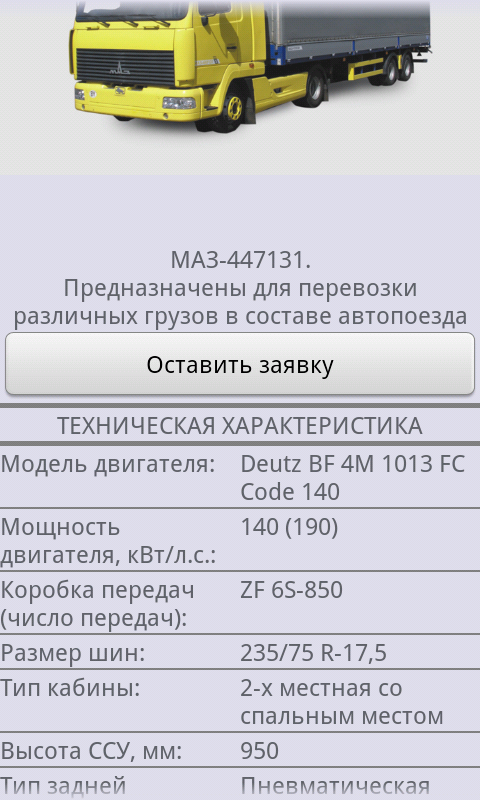 МАЗ-447131.
Предназначены для перевозки
различных грузов в составе автопоезда
Оставить заявку
ТЕХНИЧЕСКАЯ ХАРАКТЕРИСТИКА
Модель двигателя: Deutz BF 4M 1013 FC
Code 140
Мощность 140 (190)
двигателя, кВт/л.с.:
Коробка передач ZF 6S-850
(число передач):
Размер шин: 235/75 R-17,5
Тип кабины: 2-х местная со
спальным местом
Высота ССУ, мм: 950
Тип задней Пневматическая